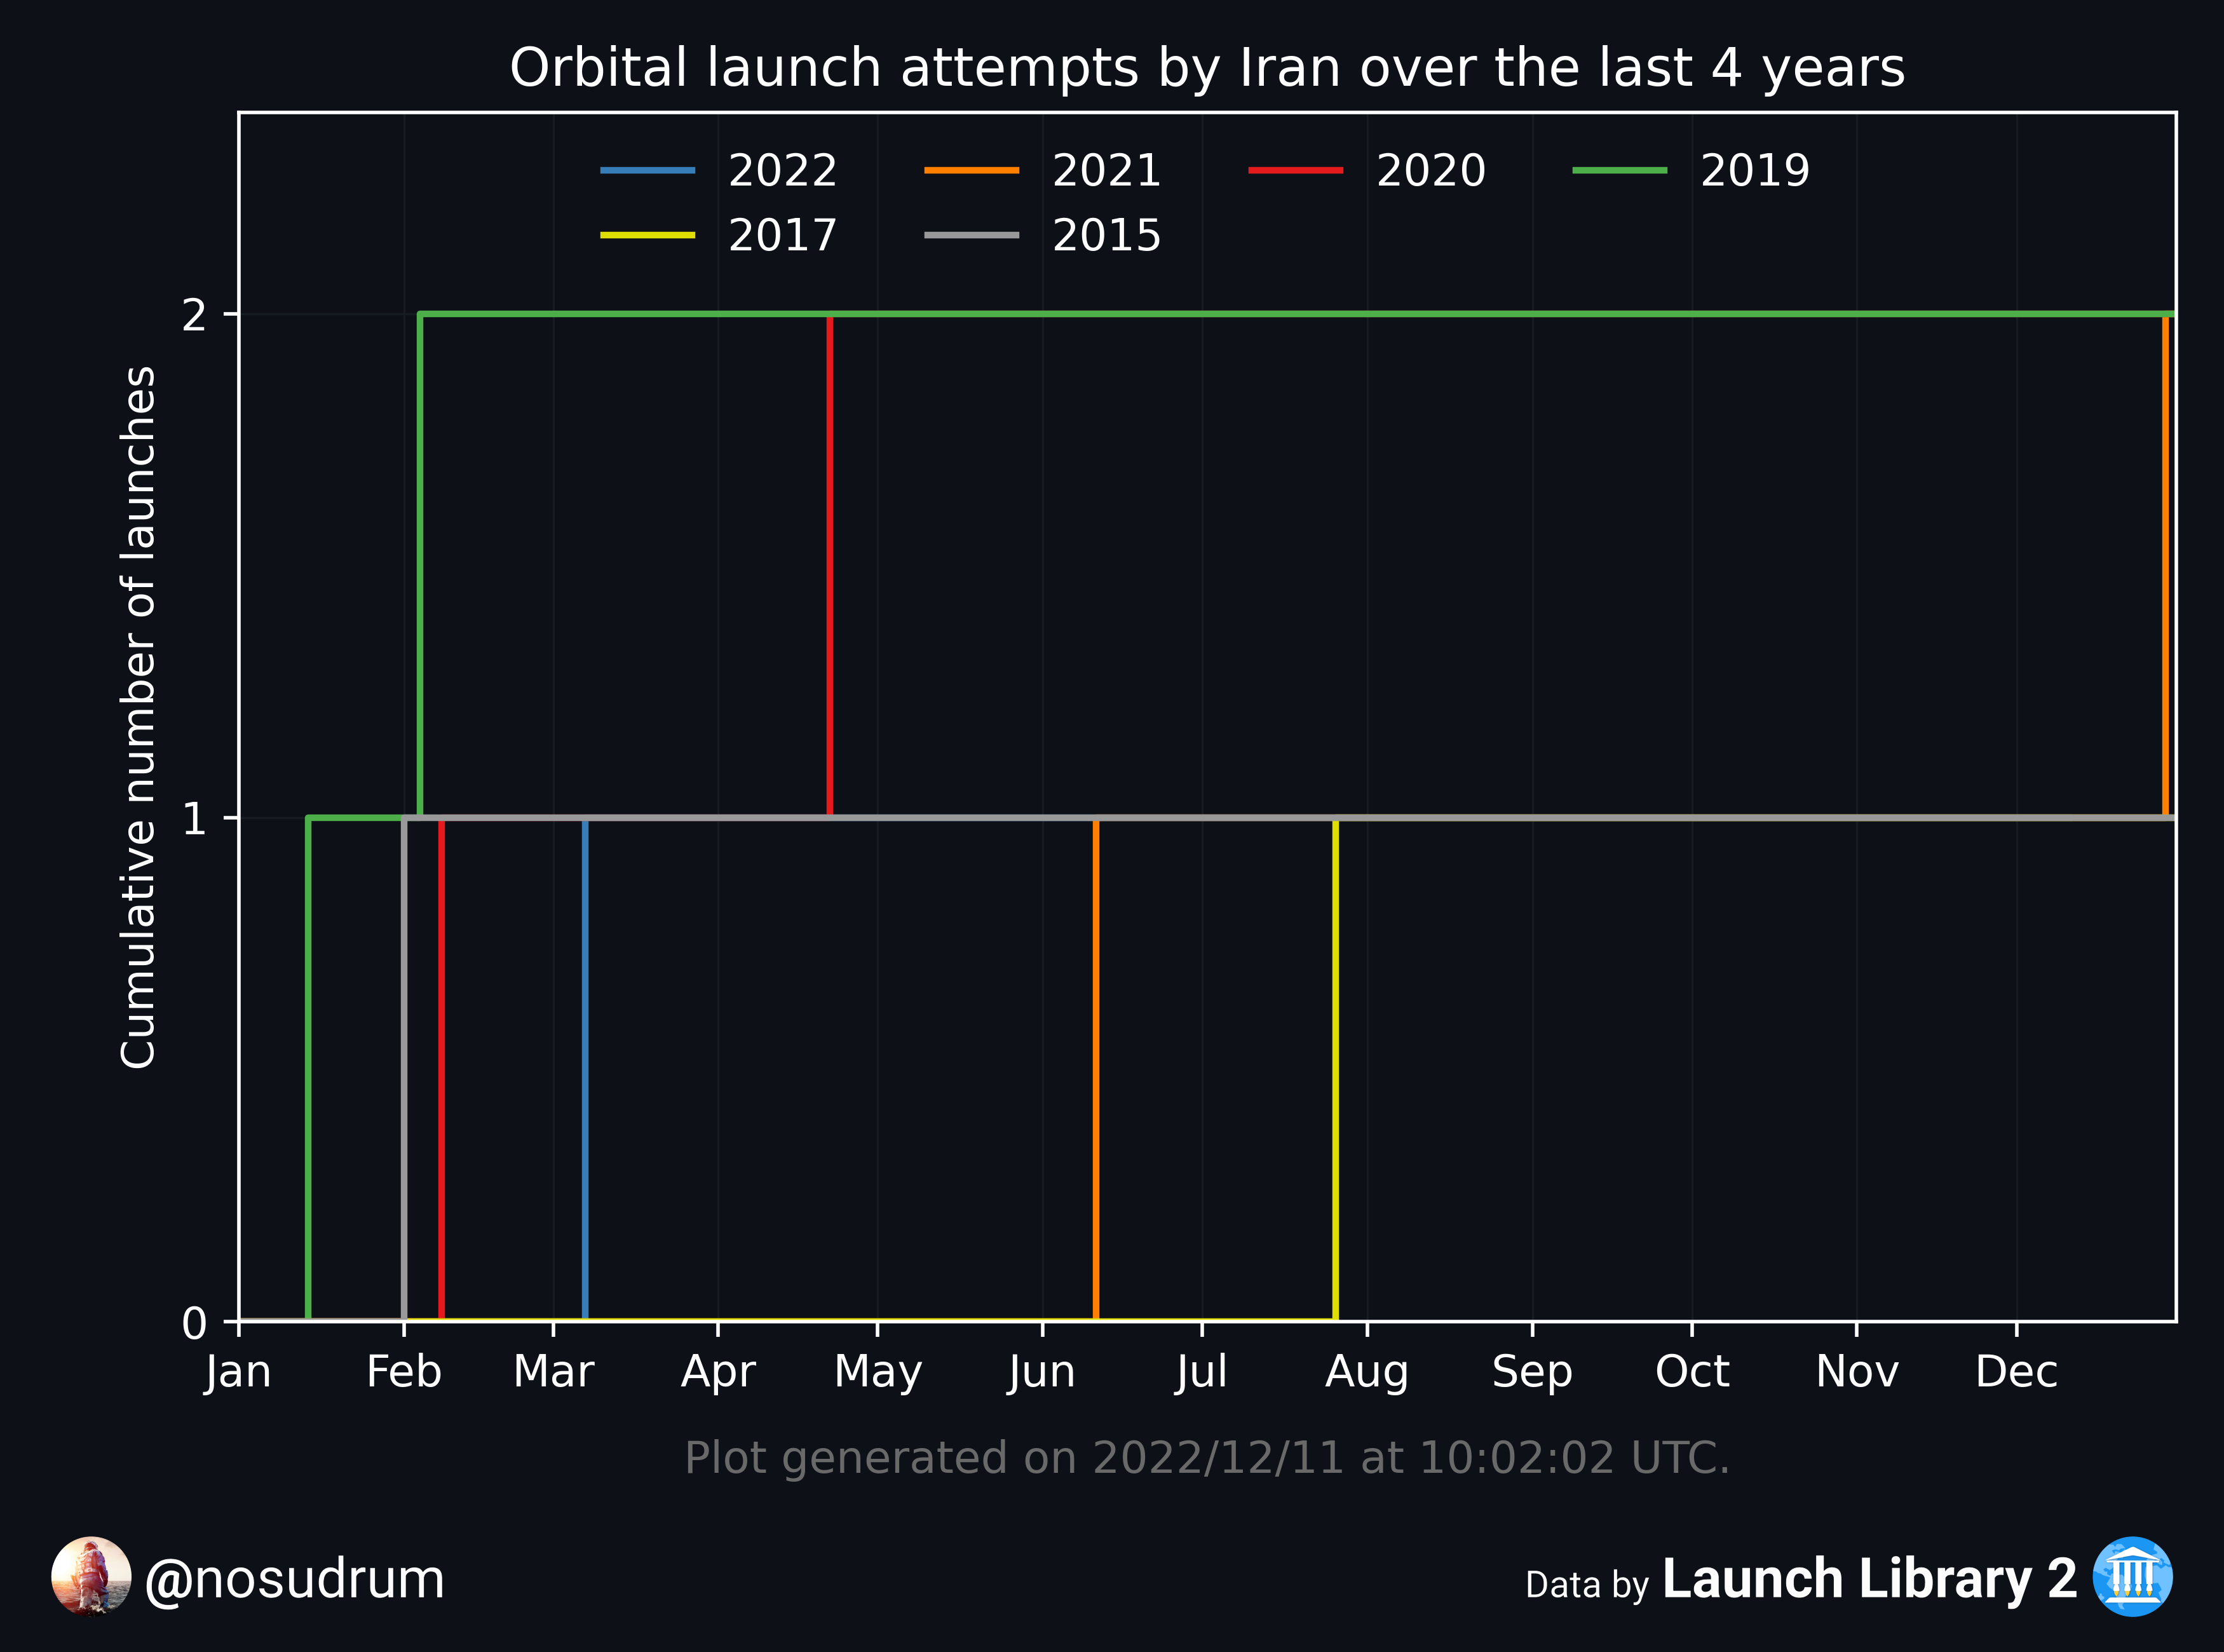 Orbital launch attempts by Iran over the last 4 years
2022 2021 2020 2019
2017 2015
Cumulative number of launches
2
1
0
Jan Feb Mar Apr May Jun Jul Aug Sep Oct Nov Dec
Plot generated on 2022/12/11 at 10:02:02 UTC.
@nosudrum
Data by Launch Library 2